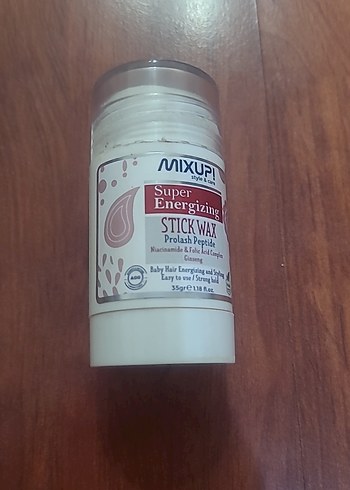 MIXUP!
style & care
Super
Energizing
STICK WAX
Prolash Peptide
Niacinamide & Folic Acid Complex
Ginseng
Baby Hair Energizing and Styling
Easy to use / Strong hold
35gr e 1.18 fl.oz.